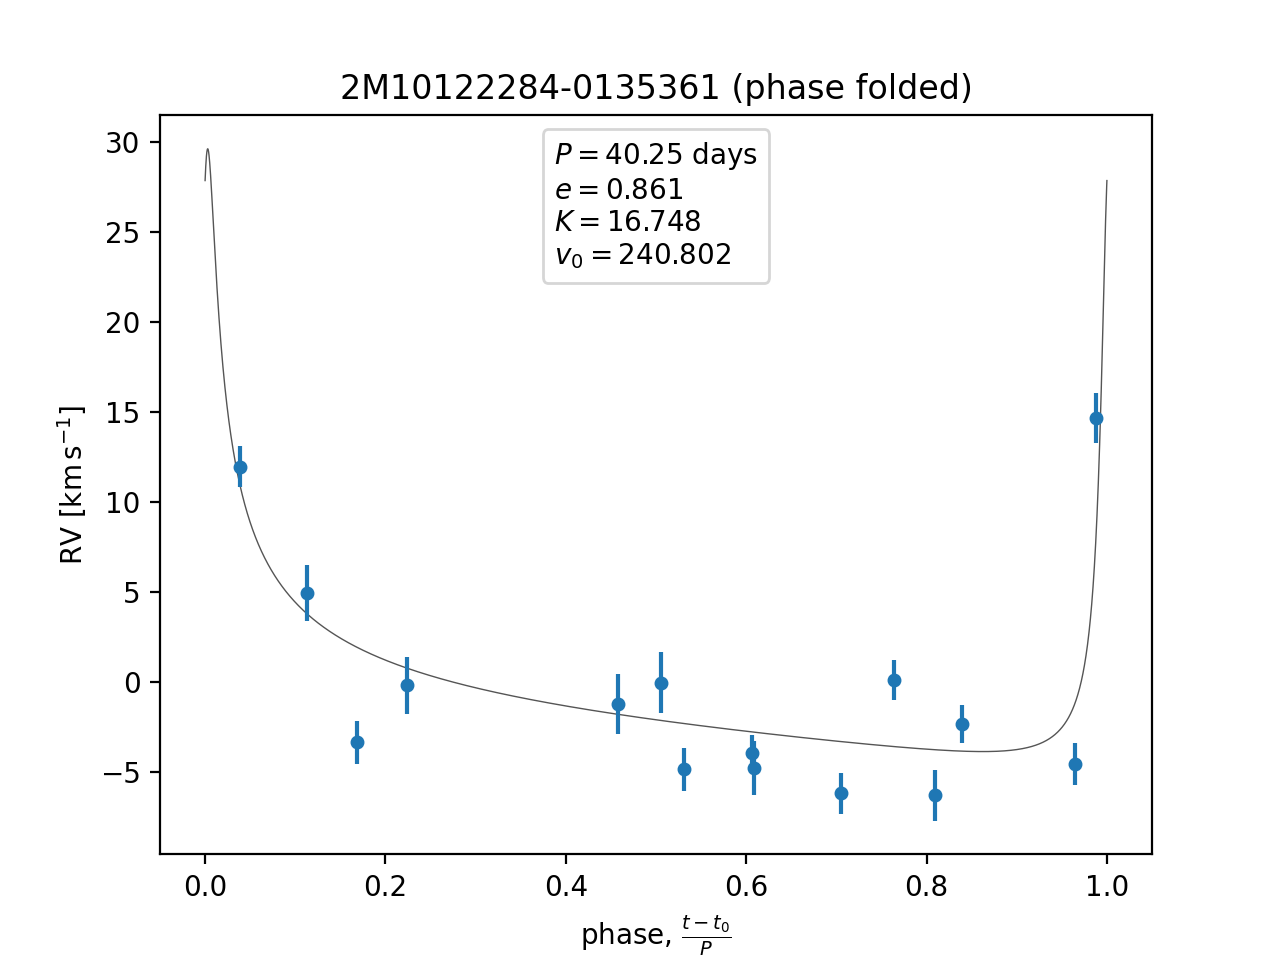 2M10122284-0135361 (phase folded)
P = 40.25 days
e = 0.861
K = 16.748
v₀ = 240.802
30
25
20
15
10
5
0
−5
RV [km s⁻¹]
0.0 0.2 0.4 0.6 0.8 1.0
phase, (t − t₀)/P